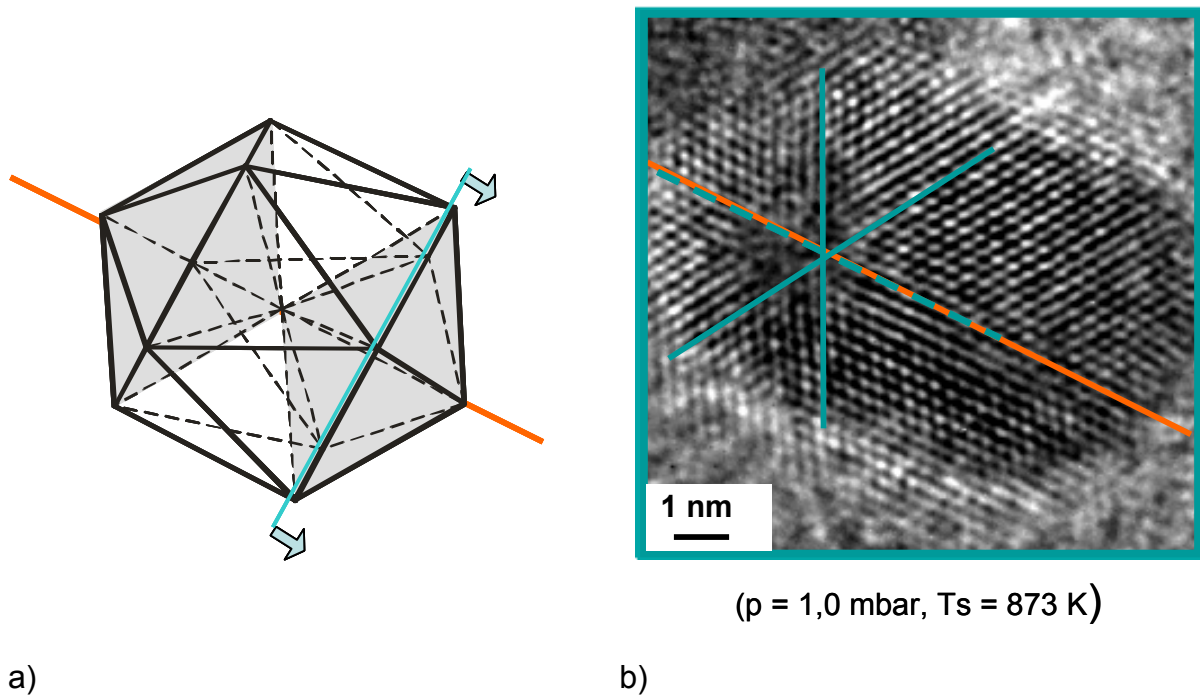 1 nm
(p = 1,0 mbar, Ts = 873 K)
a)
b)